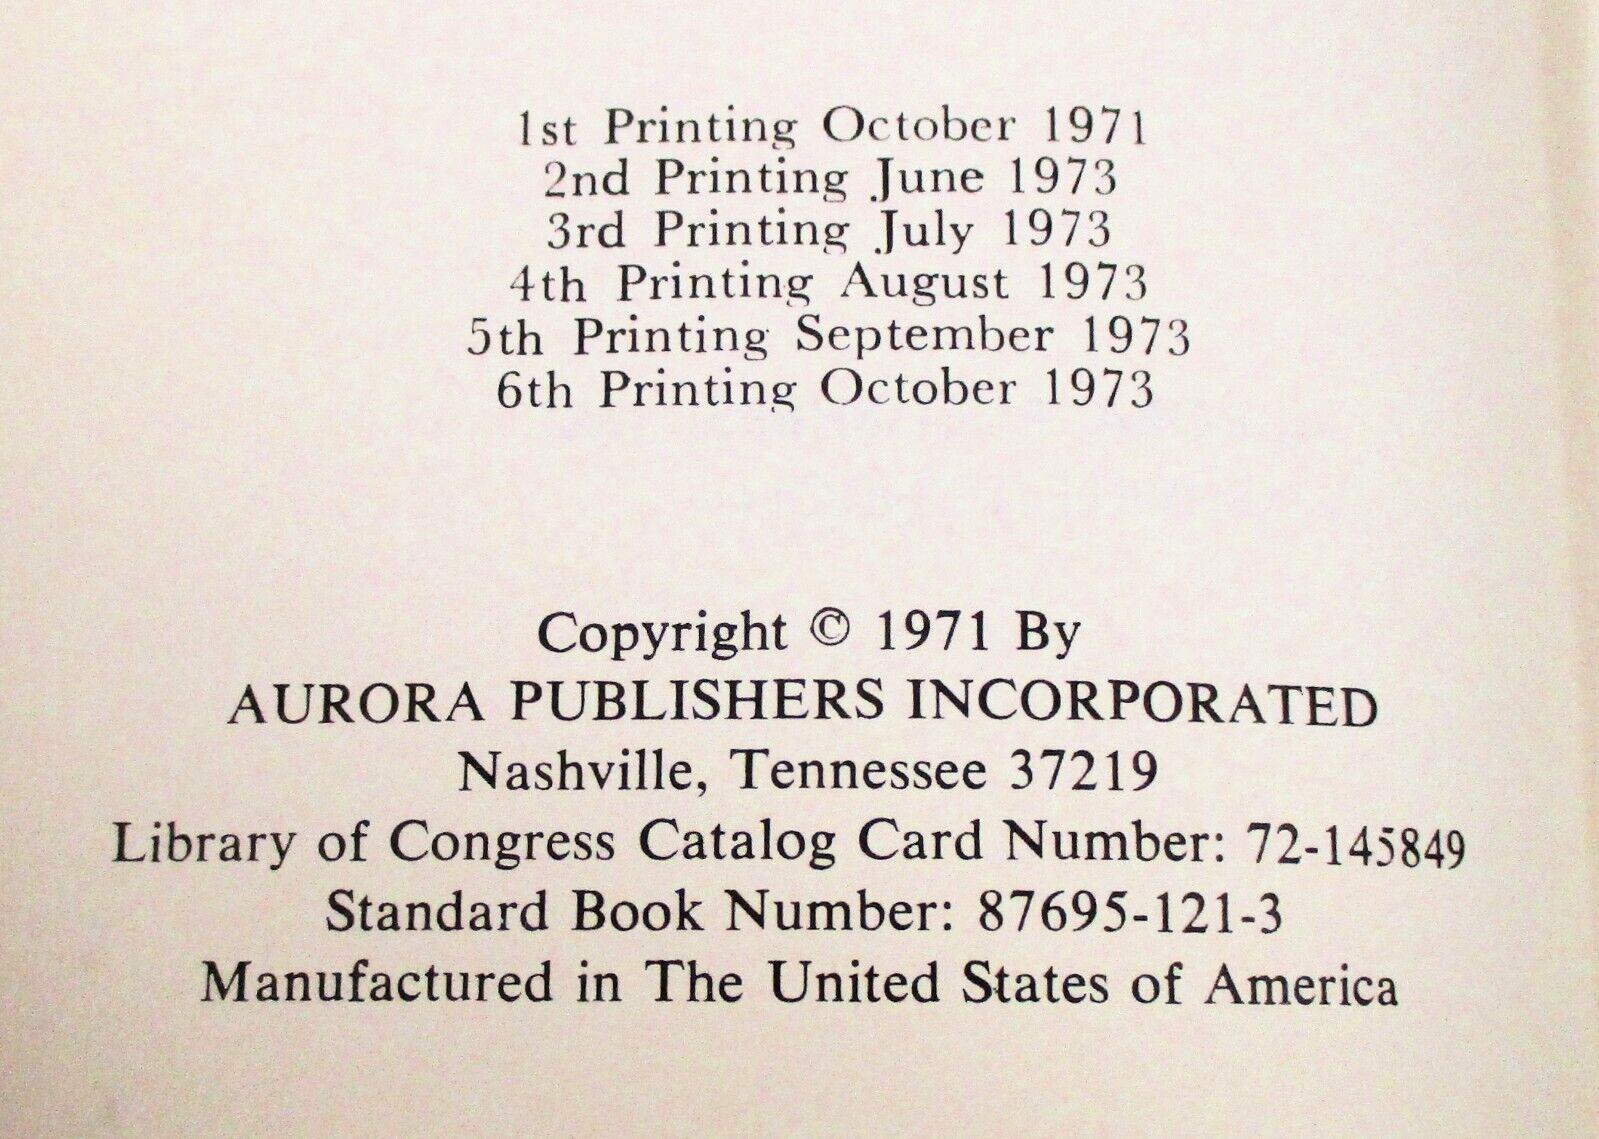 1st Printing October 1971
2nd Printing June 1973
3rd Printing July 1973
4th Printing August 1973
5th Printing September 1973
6th Printing October 1973
Copyright © 1971 By
AURORA PUBLISHERS INCORPORATED
Nashville, Tennessee 37219
Library of Congress Catalog Card Number: 72-145849
Standard Book Number: 87695-121-3
Manufactured in The United States of America